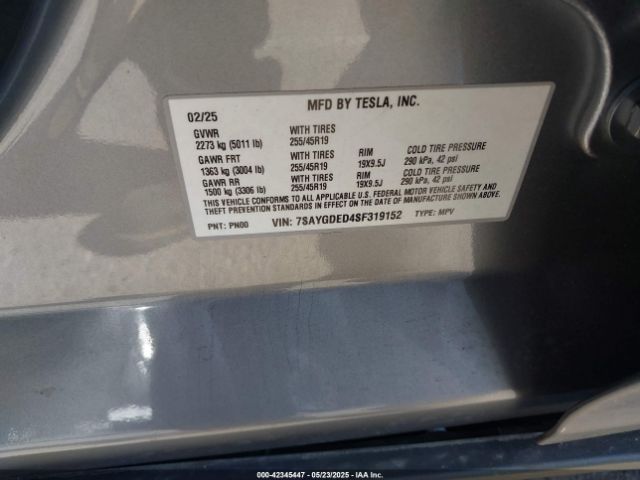 MFD BY TESLA, INC.
02/25
GVWR WITH TIRES
2273 kg (5011 lb) 255/45R19
GAWR FRT WITH TIRES RIM COLD TIRE PRESSURE
1363 kg (3004 lb) 255/45R19 19X9.5J 290 kPa, 42 psi
GAWR RR WITH TIRES RIM COLD TIRE PRESSURE
1500 kg (3306 lb) 255/45R19 19X9.5J 290 kPa, 42 psi
THIS VEHICLE CONFORMS TO ALL APPLICABLE U.S. FEDERAL MOTOR VEHICLE SAFETY AND
THEFT PREVENTION STANDARDS IN EFFECT ON THE DATE OF MANUFACTURE SHOWN ABOVE.
PNT: PN00 VIN: 7SAYGDED4SF319152 TYPE: MPV
000-42345447 | 05/23/2025 - IAA Inc.